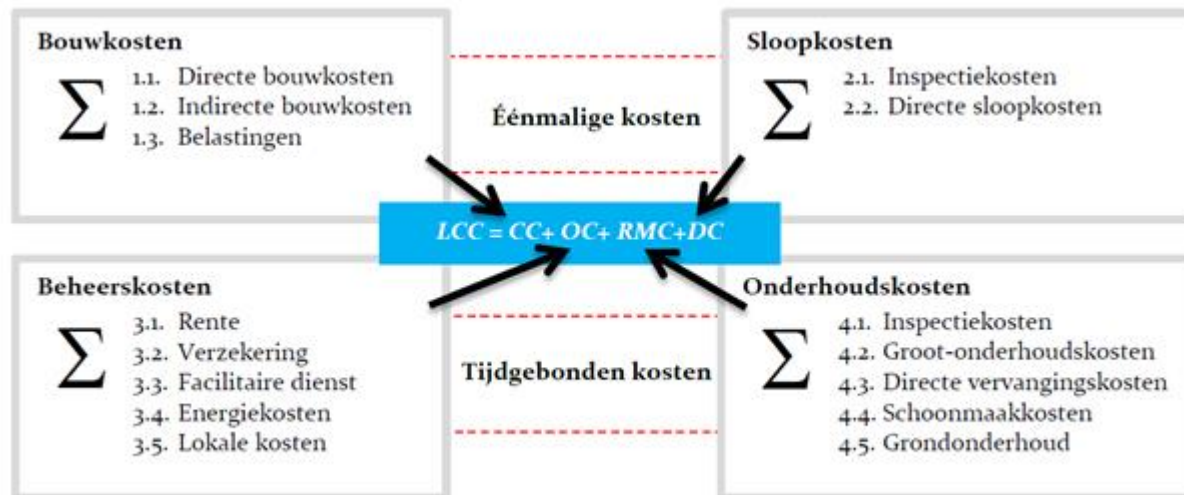 Bouwkosten
∑
1.1. Directe bouwkosten
1.2. Indirecte bouwkosten
1.3. Belastingen
Éénmalige kosten
Sloopkosten
∑
2.1. Inspectiekosten
2.2. Directe sloopkosten
LCC = CC+ OC+ RMC+DC
Beheerskosten
∑
3.1. Rente
3.2. Verzekering
3.3. Facilitaire dienst
3.4. Energiekosten
3.5. Lokale kosten
Tijdgebonden kosten
Onderhoudskosten
∑
4.1. Inspectiekosten
4.2. Groot-onderhoudskosten
4.3. Directe vervangingskosten
4.4. Schoonmaakkosten
4.5. Grondonderhoud